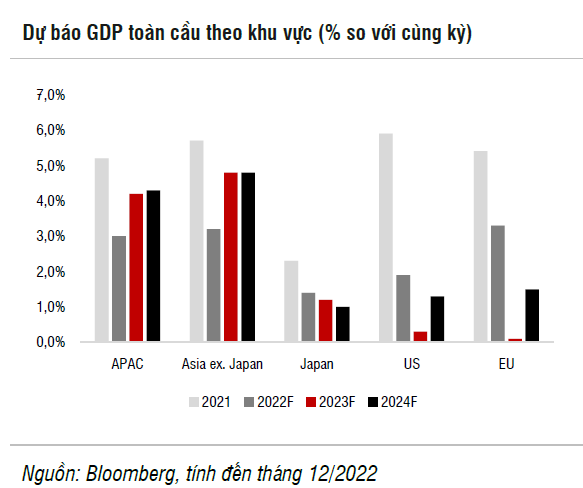 Dự báo GDP toàn cầu theo khu vực (% so với cùng kỳ)
7,0%
6,0%
5,0%
4,0%
3,0%
2,0%
1,0%
0,0%
APAC Asia ex. Japan Japan US EU
2021 2022F 2023F 2024F
Nguồn: Bloomberg, tính đến tháng 12/2022